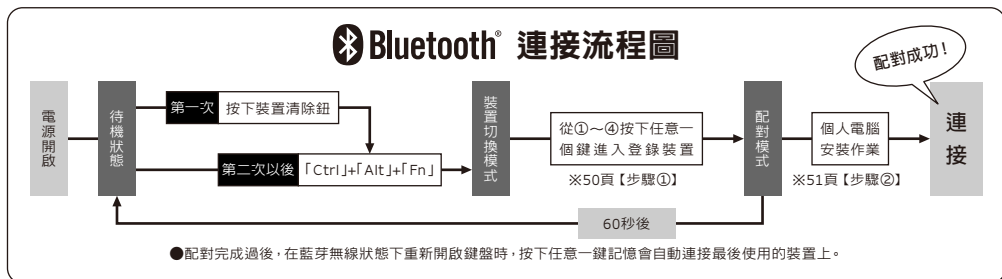 Bluetooth® 連接流程圖
配對成功!
電源開啟
待機狀態
第一次 按下裝置清除鈕
第二次以後 「Ctrl」+「Alt」+「Fn」
裝置切換模式
從①~④按下任意一
個鍵進入登錄裝置
※50頁【步驟①】
配對模式
個人電腦
安裝作業
※51頁【步驟②】
連接
60秒後
●配對完成過後,在藍芽無線狀態下重新開啟鍵盤時,按下任意一鍵記憶會自動連接最後使用的裝置上。